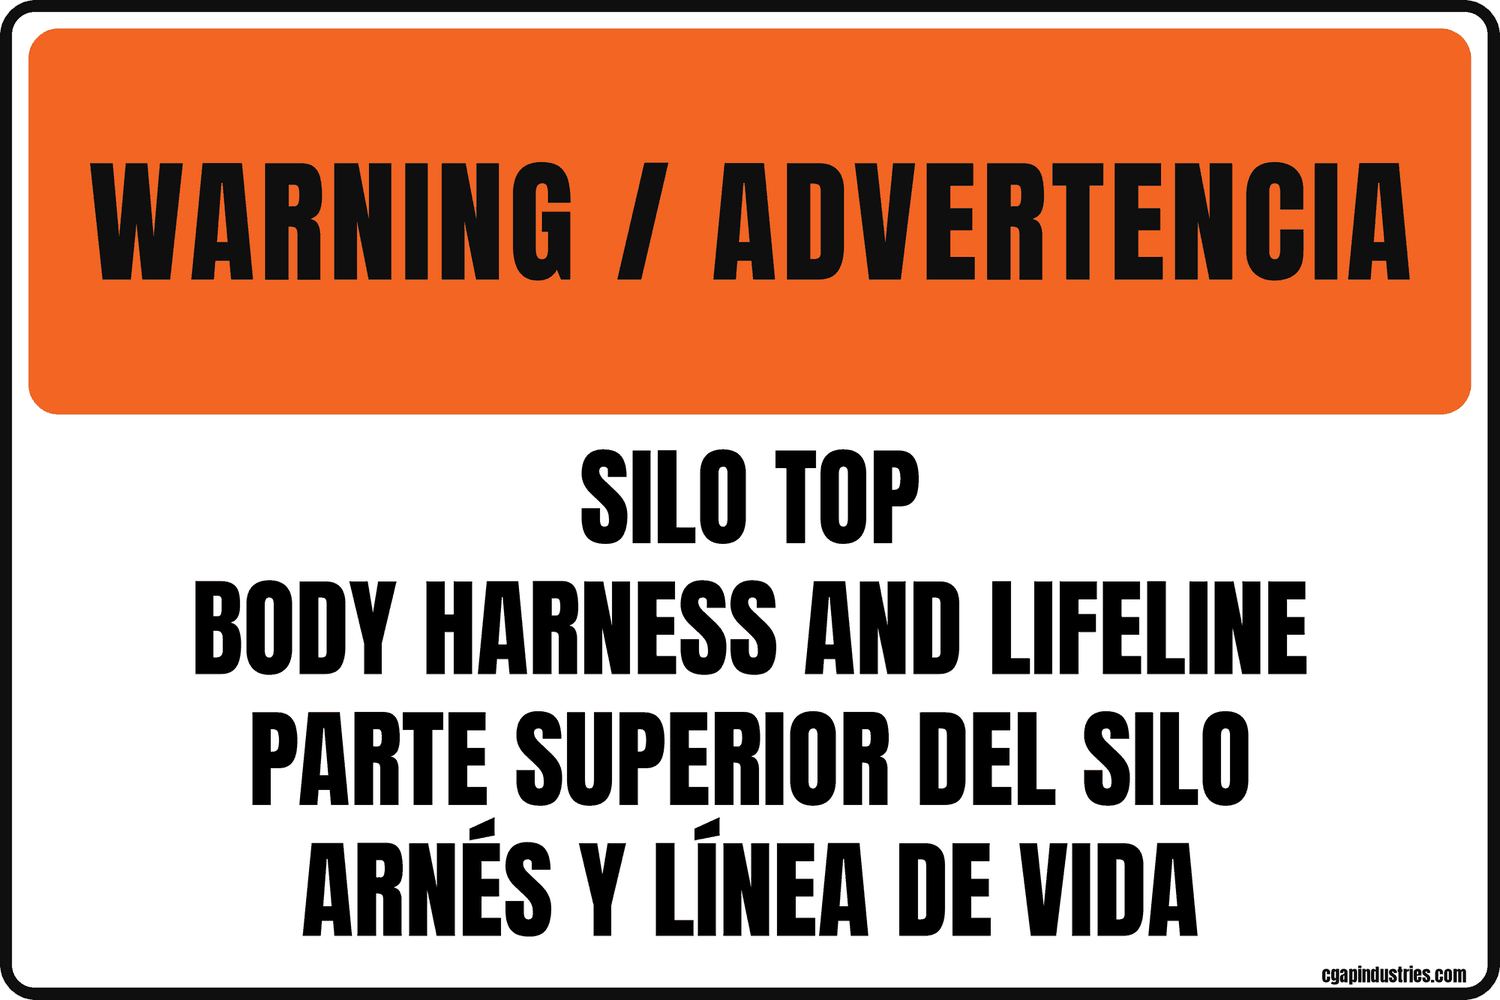 WARNING / ADVERTENCIA
SILO TOP
BODY HARNESS AND LIFELINE
PARTE SUPERIOR DEL SILO
ARNÉS Y LÍNEA DE VIDA
cgapindustries.com